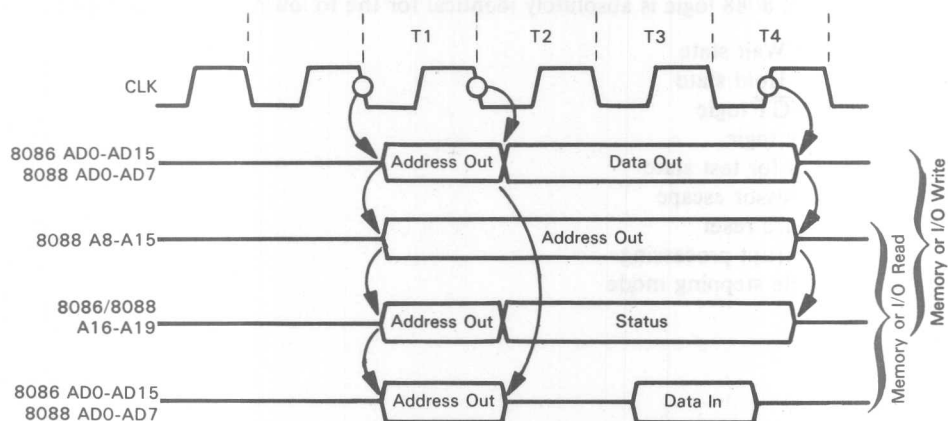 T1 T2 T3 T4
CLK
8086 AD0-AD15
8088 AD0-AD7
Address Out
Data Out
8088 A8-A15
Address Out
8086/8088
A16-A19
Address Out
Status
8086 AD0-AD15
8088 AD0-AD7
Address Out
Data In
Memory or I/O Read
Memory or I/O Write